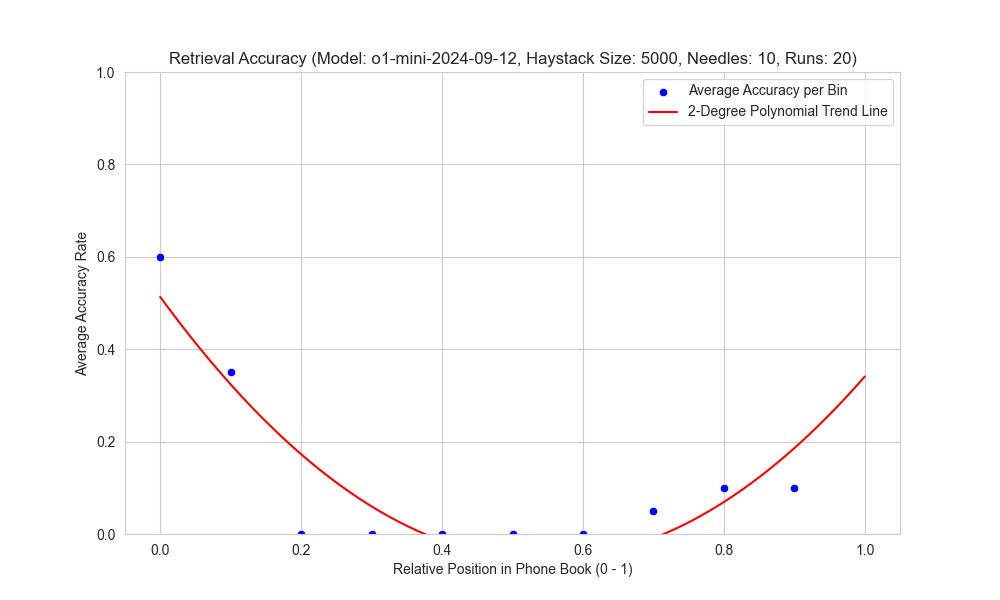 Retrieval Accuracy (Model: o1-mini-2024-09-12, Haystack Size: 5000, Needles: 10, Runs: 20)
1.0
Average Accuracy per Bin
2-Degree Polynomial Trend Line
0.8
0.6
0.4
0.2
0.0
Average Accuracy Rate
0.0 0.2 0.4 0.6 0.8 1.0
Relative Position in Phone Book (0 - 1)